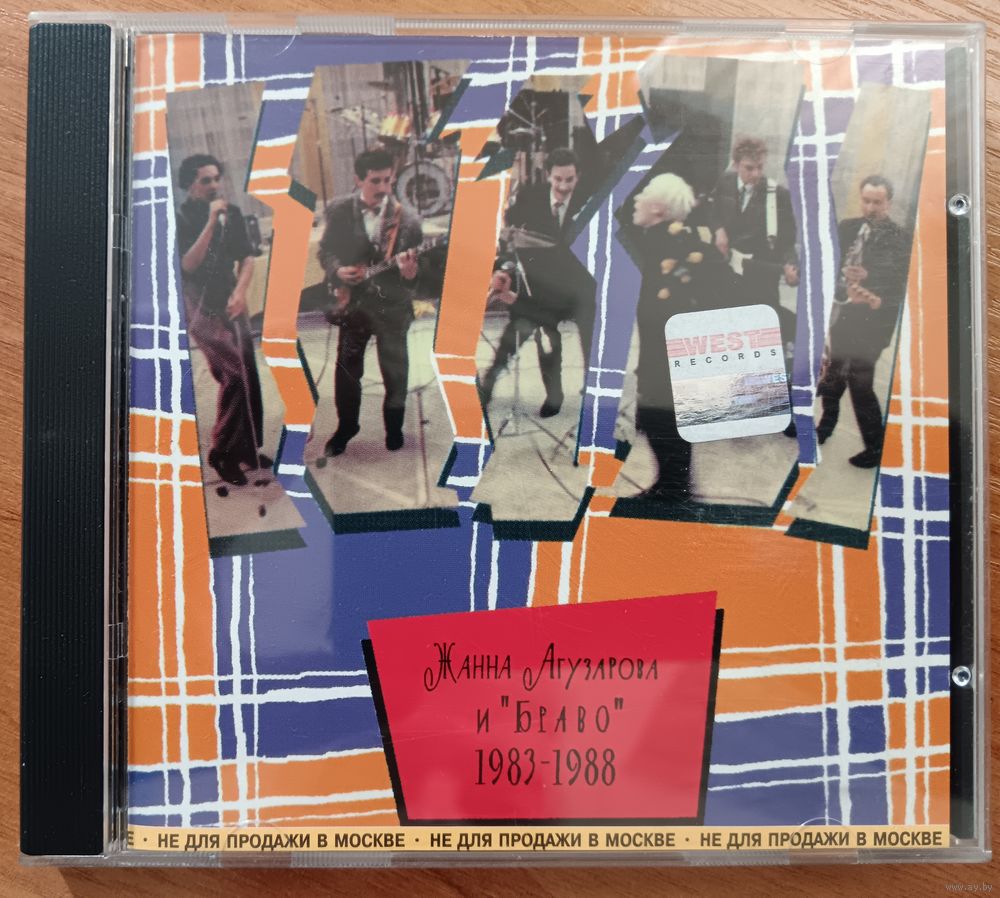 WEST
RECORDS
WEST
Жанна Агузарова
и "Браво"
1983-1988
Е · НЕ ДЛЯ ПРОДАЖИ В МОСКВЕ · НЕ ДЛЯ ПРОДАЖИ В МОСКВЕ · НЕ ДЛЯ ПРОДАЖИ В МОСКВЕ
www.ay.by